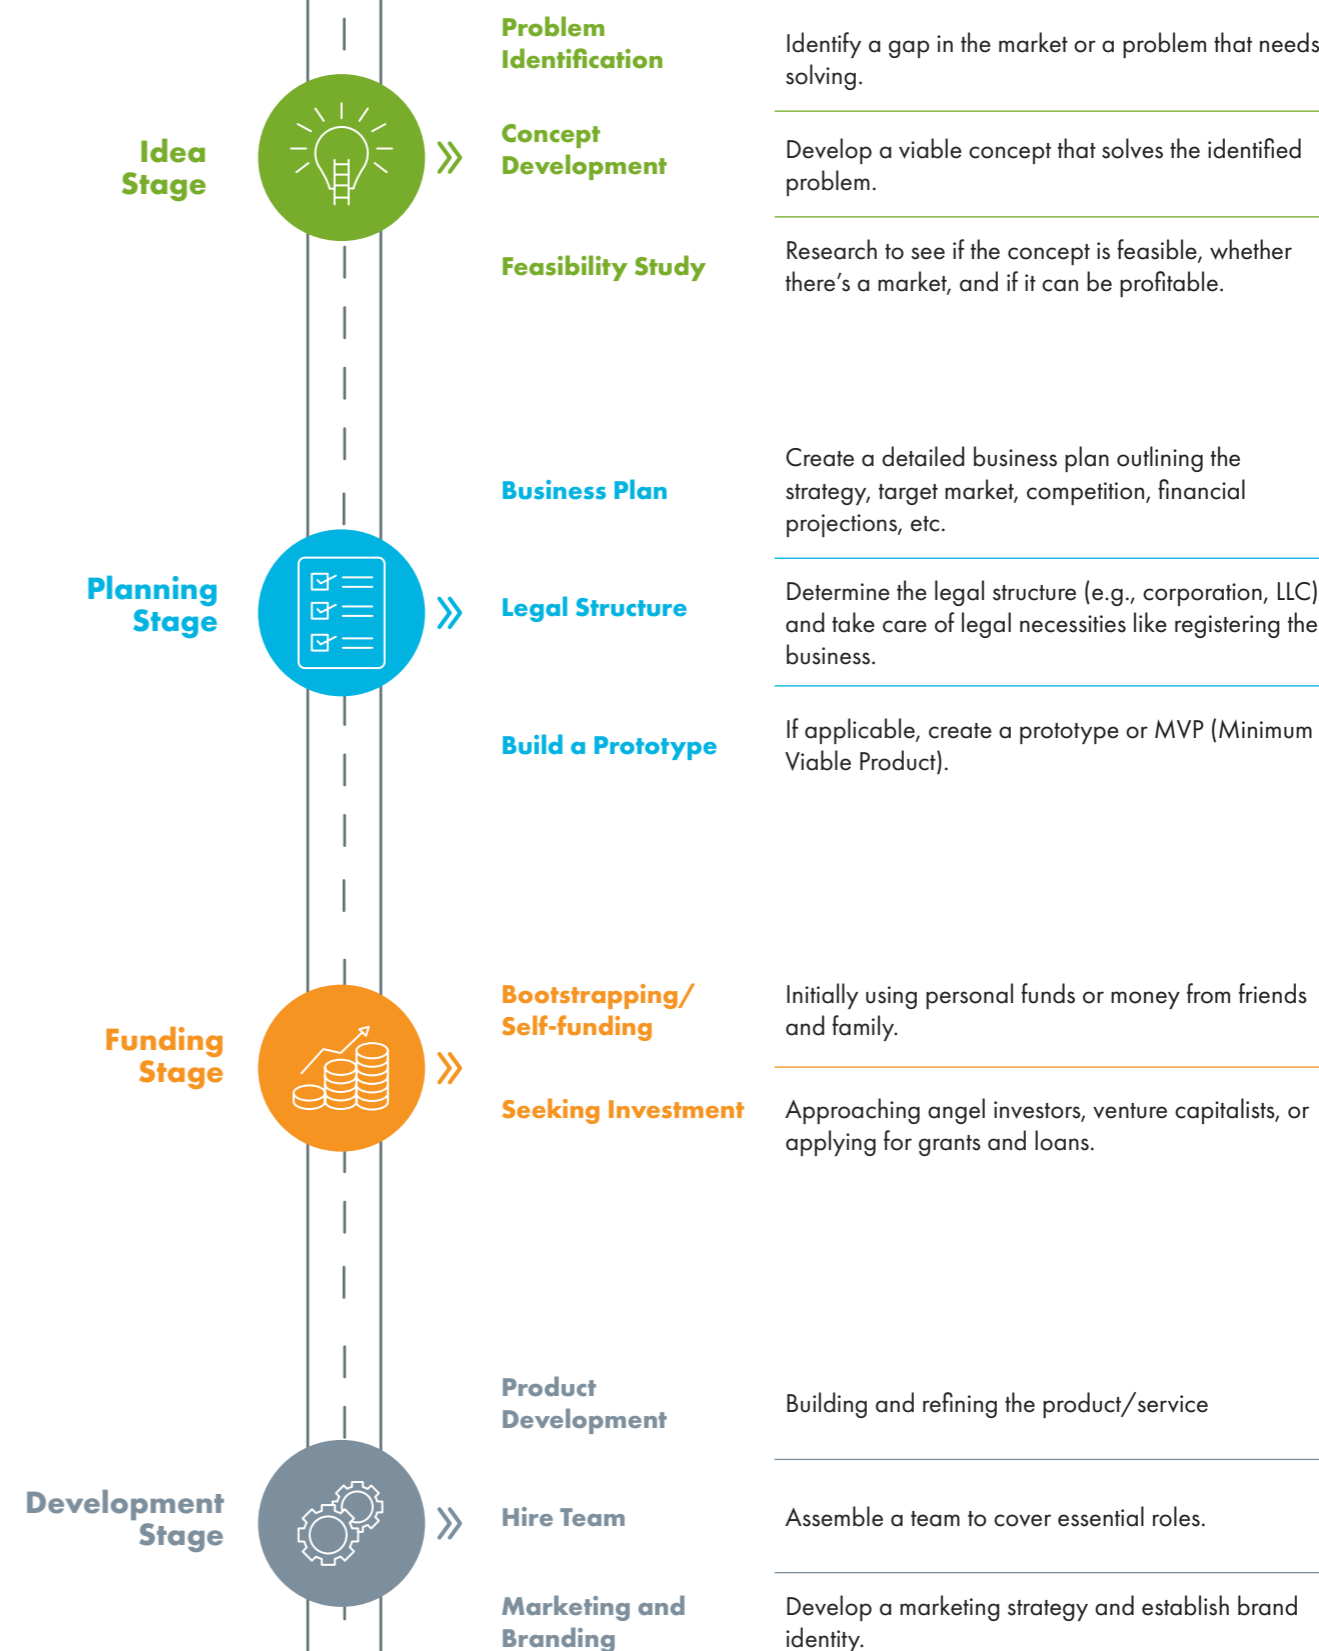 Idea
Stage
Problem
Identification
Identify a gap in the market or a problem that needs
solving.
Concept
Development
Develop a viable concept that solves the identified
problem.
Feasibility Study
Research to see if the concept is feasible, whether
there’s a market, and if it can be profitable.
Planning
Stage
Business Plan
Create a detailed business plan outlining the
strategy, target market, competition, financial
projections, etc.
Legal Structure
Determine the legal structure (e.g., corporation, LLC)
and take care of legal necessities like registering the
business.
Build a Prototype
If applicable, create a prototype or MVP (Minimum
Viable Product).
Funding
Stage
Bootstrapping/
Self-funding
Initially using personal funds or money from friends
and family.
Seeking Investment
Approaching angel investors, venture capitalists, or
applying for grants and loans.
Development
Stage
Product
Development
Building and refining the product/service
Hire Team
Assemble a team to cover essential roles.
Marketing and
Branding
Develop a marketing strategy and establish brand
identity.